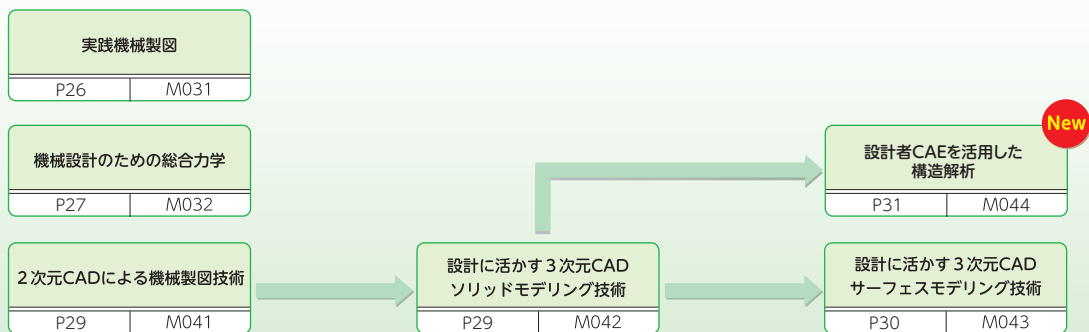 実践機械製図
P26 M031
機械設計のための総合力学
P27 M032
New
設計者CAEを活用した
構造解析
P31 M044
2次元CADによる機械製図技術
P29 M041
設計に活かす3次元CAD
ソリッドモデリング技術
P29 M042
設計に活かす3次元CAD
サーフェスモデリング技術
P30 M043